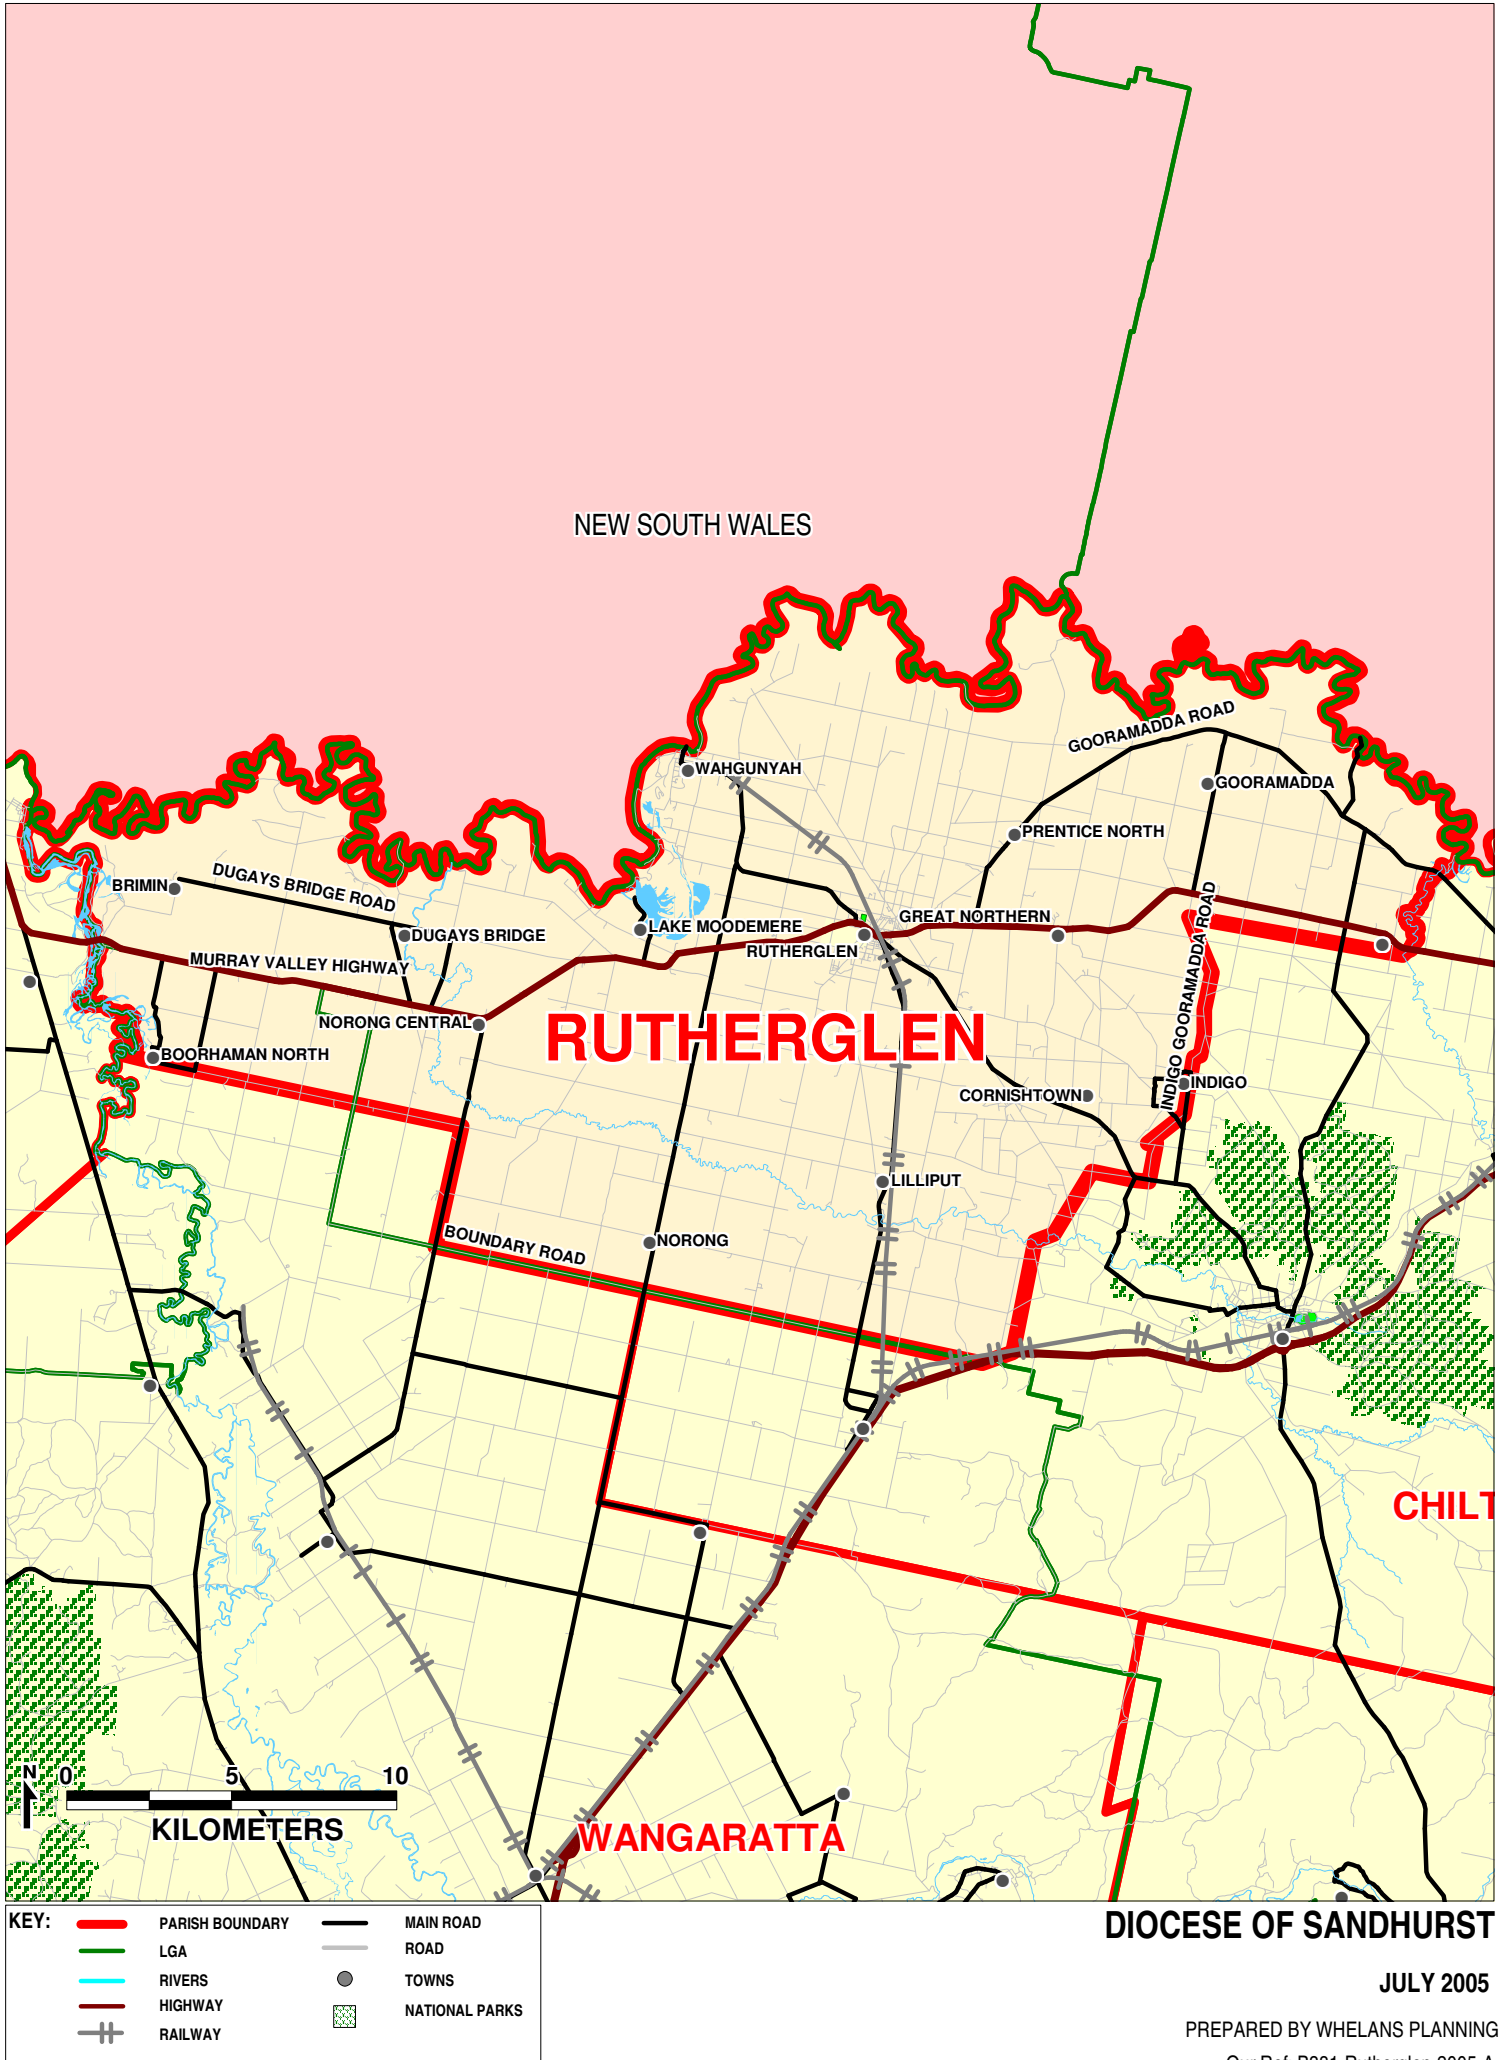 NEW SOUTH WALES
GOORAMADDA ROAD
WAHGUNYAH
GOORAMADDA
PRENTICE NORTH
BRIMIN
DUGAYS BRIDGE ROAD
INDIGO GOORAMADDA ROAD
GREAT NORTHERN
LAKE MOODEMERE
DUGAYS BRIDGE
RUTHERGLEN
MURRAY VALLEY HIGHWAY
NORONG CENTRAL
RUTHERGLEN
BOORHAMAN NORTH
INDIGO
CORNISHTOWN
LILLIPUT
BOUNDARY ROAD
NORONG
CHILT
N
0 5 10
KILOMETERS
WANGARATTA
KEY:
PARISH BOUNDARY
LGA
RIVERS
HIGHWAY
RAILWAY
MAIN ROAD
ROAD
TOWNS
NATIONAL PARKS
DIOCESE OF SANDHURST
JULY 2005
PREPARED BY WHELANS PLANNING